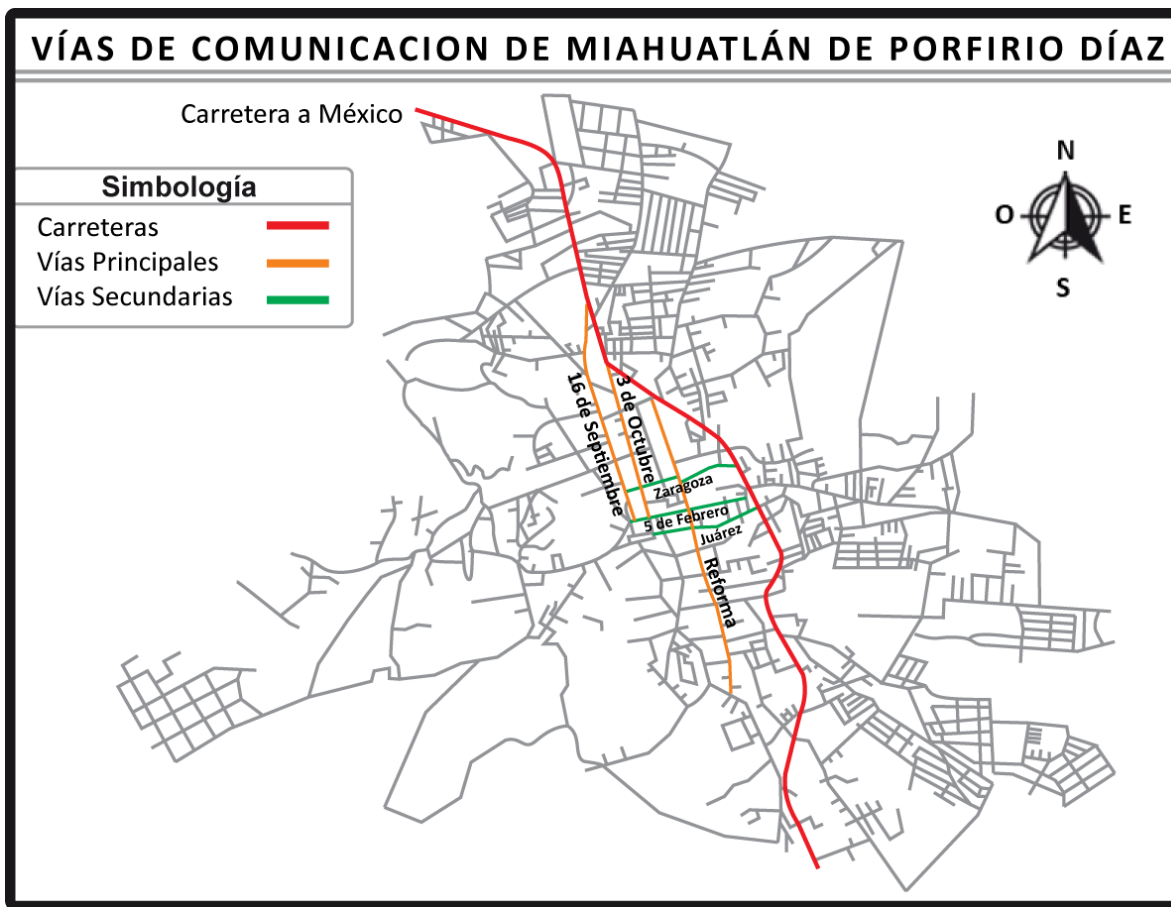 VÍAS DE COMUNICACION DE MIAHUATLÁN DE PORFIRIO DÍAZ
Carretera a México
Simbología
Carreteras
Vías Principales
Vías Secundarias
N
O
E
S
16 de Septiembre
3 de Octubre
Zaragoza
5 de Febrero
Juárez
Reforma